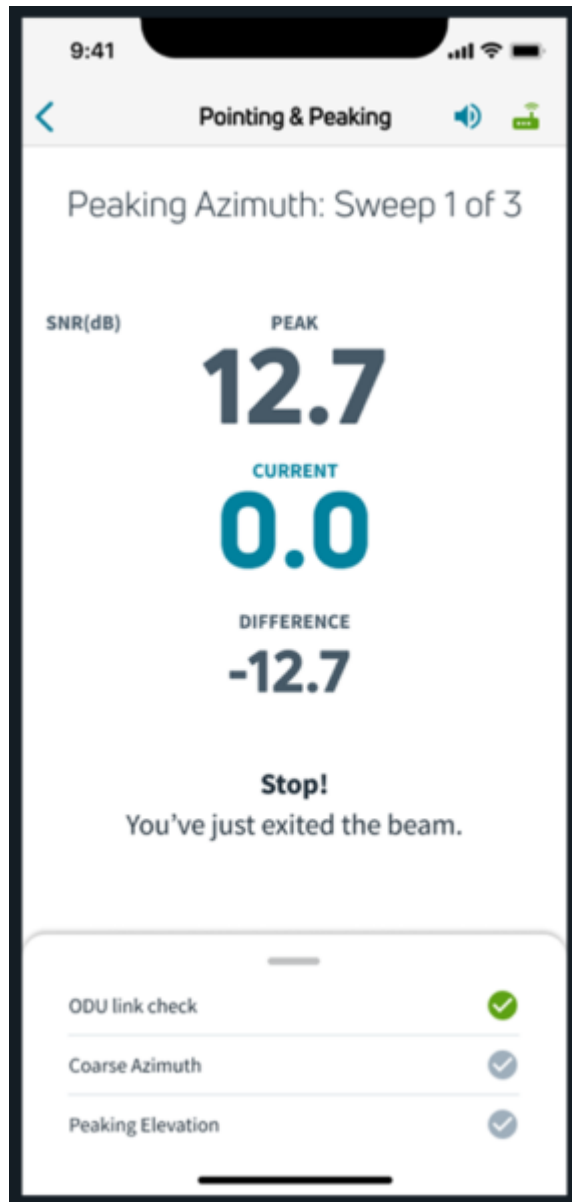 9:41
Pointing & Peaking
Peaking Azimuth: Sweep 1 of 3
SNR(dB)
PEAK
12.7
CURRENT
0.0
DIFFERENCE
-12.7
Stop!
You've just exited the beam.
ODU link check
Coarse Azimuth
Peaking Elevation